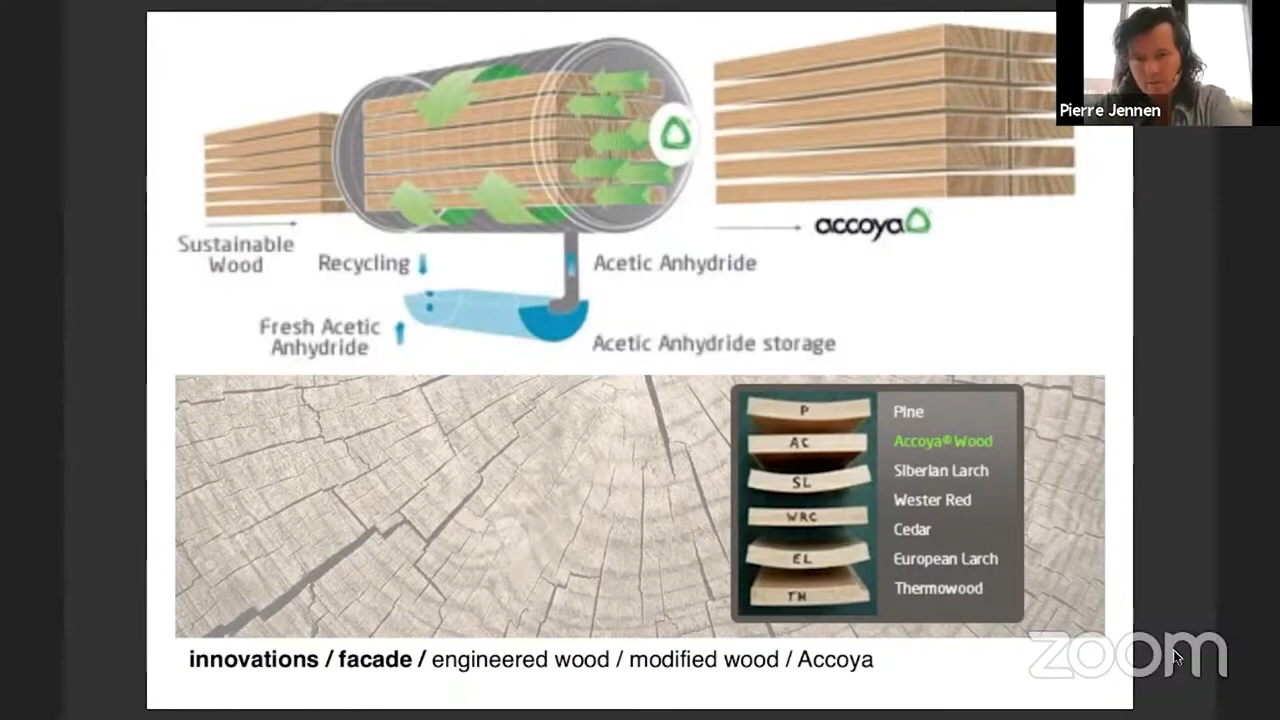 Pierre Jennen
accoya
Sustainable
Wood
Recycling
Acetic Anhydride
Fresh Acetic
Anhydride
Acetic Anhydride storage
P
AC
SL
WRC
EL
TH
Pine
Accoya® Wood
Siberian Larch
Wester Red
Cedar
European Larch
Thermowood
innovations / facade / engineered wood / modified wood / Accoya
zoom